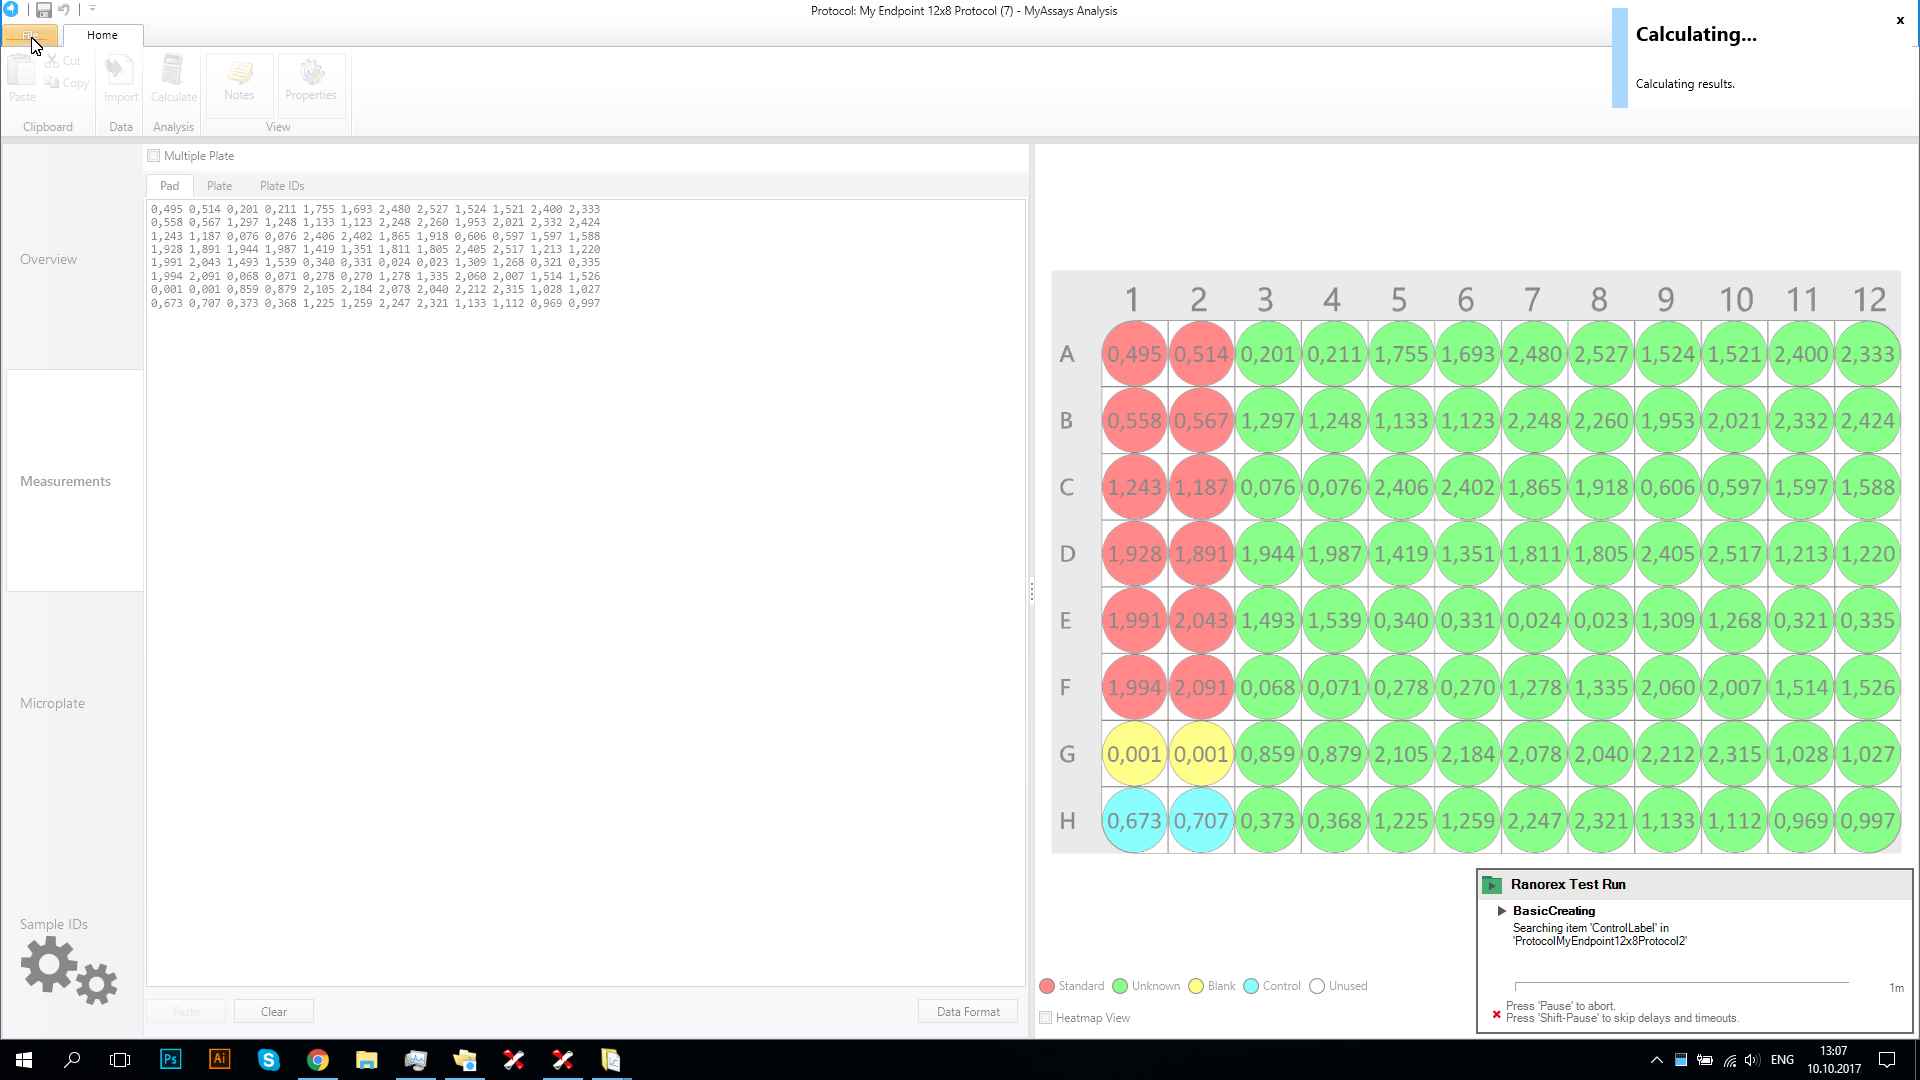 Protocol: My Endpoint 12x8 Protocol (7) - MyAssays Analysis
File
Home
Paste
Cut
Copy
Import
Calculate
Notes
Properties
Clipboard
Data
Analysis
View
Calculating...
x
Calculating results.
Overview
Measurements
Microplate
Sample IDs
Multiple Plate
Pad
Plate
Plate IDs
0,495 0,514 0,201 0,211 1,755 1,693 2,480 2,527 1,524 1,521 2,400 2,333
0,558 0,567 1,297 1,248 1,133 1,123 2,248 2,260 1,953 2,021 2,332 2,424
1,243 1,187 0,076 0,076 2,406 2,402 1,865 1,918 0,606 0,597 1,597 1,588
1,928 1,891 1,944 1,987 1,419 1,351 1,811 1,805 2,405 2,517 1,213 1,220
1,991 2,043 1,493 1,539 0,340 0,331 0,024 0,023 1,309 1,268 0,321 0,335
1,994 2,091 0,068 0,071 0,278 0,270 1,278 1,335 2,060 2,007 1,514 1,526
0,001 0,001 0,859 0,879 2,105 2,184 2,078 2,040 2,212 2,315 1,028 1,027
0,673 0,707 0,373 0,368 1,225 1,259 2,247 2,321 1,133 1,112 0,969 0,997
Paste
Clear
Data Format
1 2 3 4 5 6 7 8 9 10 11 12
A 0,495 0,514 0,201 0,211 1,755 1,693 2,480 2,527 1,524 1,521 2,400 2,333
B 0,558 0,567 1,297 1,248 1,133 1,123 2,248 2,260 1,953 2,021 2,332 2,424
C 1,243 1,187 0,076 0,076 2,406 2,402 1,865 1,918 0,606 0,597 1,597 1,588
D 1,928 1,891 1,944 1,987 1,419 1,351 1,811 1,805 2,405 2,517 1,213 1,220
E 1,991 2,043 1,493 1,539 0,340 0,331 0,024 0,023 1,309 1,268 0,321 0,335
F 1,994 2,091 0,068 0,071 0,278 0,270 1,278 1,335 2,060 2,007 1,514 1,526
G 0,001 0,001 0,859 0,879 2,105 2,184 2,078 2,040 2,212 2,315 1,028 1,027
H 0,673 0,707 0,373 0,368 1,225 1,259 2,247 2,321 1,133 1,112 0,969 0,997
Standard Unknown Blank Control Unused
Heatmap View
Ranorex Test Run
BasicCreating
Searching item 'ControlLabel' in
'ProtocolMyEndpoint12x8Protocol2'
1m
Press 'Pause' to abort.
Press 'Shift-Pause' to skip delays and timeouts.
Ps
Ai
ENG
13:07
10.10.2017